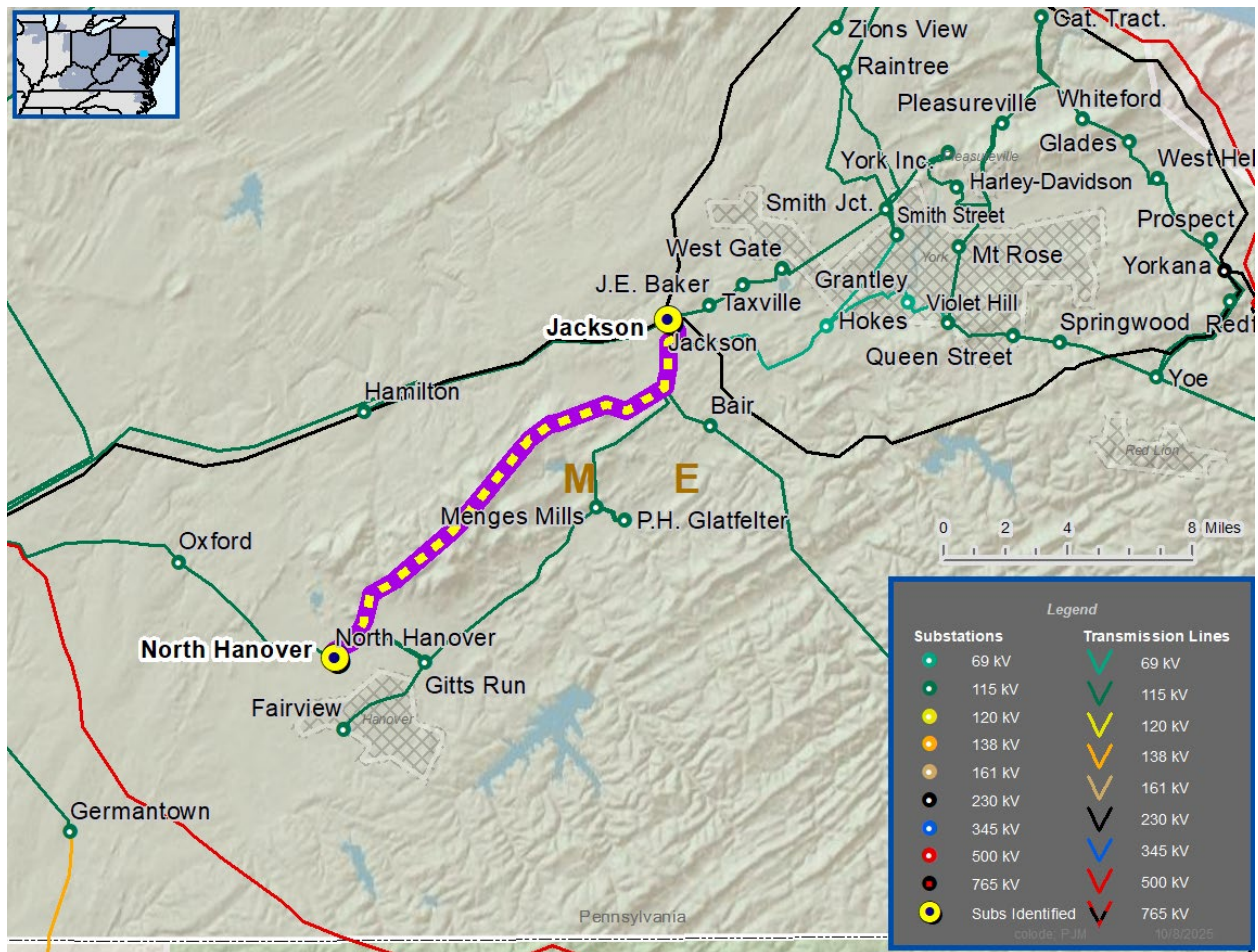 Zions View
Gat. Tract.
Raintree
Pleasureville
Whiteford
Glades
York Inc.
Pleasureville
West Hel
Harley-Davidson
Smith Jct.
Smith Street
Prospect
West Gate
Mt Rose
York
Yorkana
J.E. Baker
Grantley
Taxville
Violet Hill
Jackson
Hokes
Springwood
Redf
Jackson
Queen Street
Yoe
Hamilton
Bair
Red Lion
M E
Menges Mills
P.H. Glatfelter
0 2 4 8 Miles
Oxford
North Hanover
North Hanover
Gitts Run
Fairview
Hanover
Germantown
Pennsylvania
Legend
Substations
69 kV
115 kV
120 kV
138 kV
161 kV
230 kV
345 kV
500 kV
765 kV
Subs Identified
Transmission Lines
69 kV
115 kV
120 kV
138 kV
161 kV
230 kV
345 kV
500 kV
765 kV
colode, PJM 10/8/2025